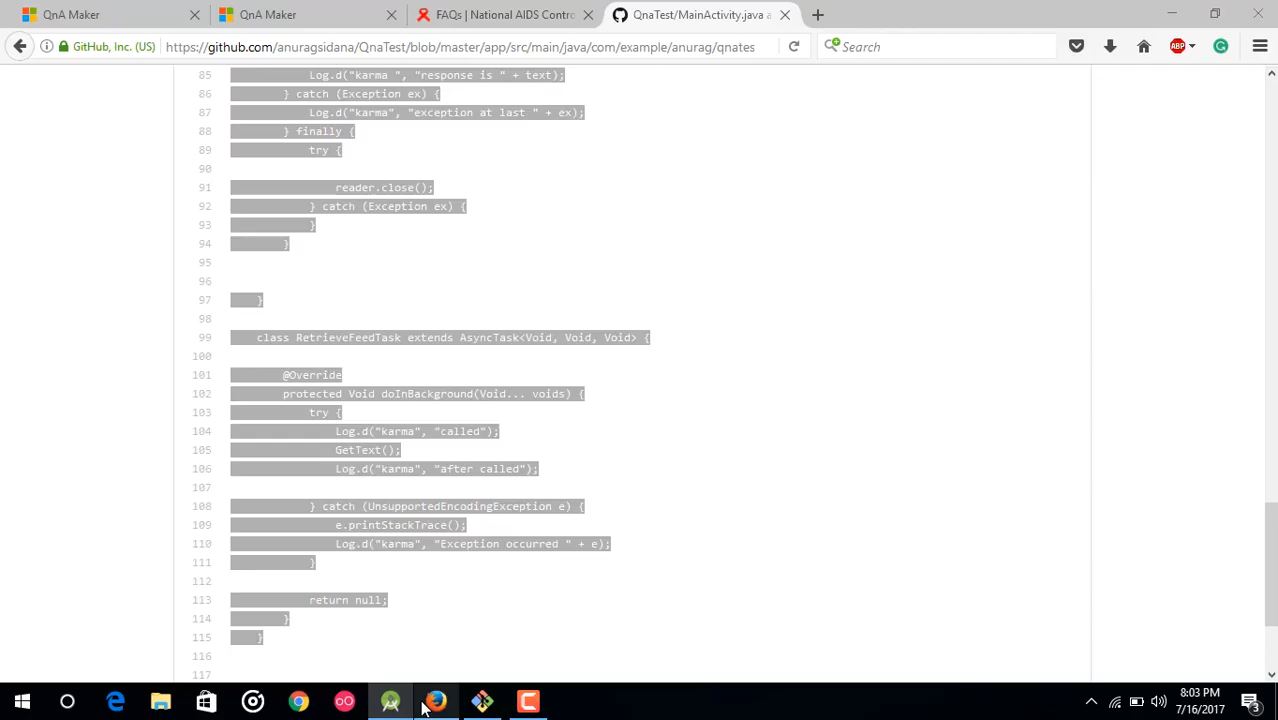 QnA Maker
QnA Maker
FAQs | National AIDS Contro
QnaTest/MainActivity.java a
GitHub, Inc. (US)
https://github.com/anuragsidana/QnaTest/blob/master/app/src/main/java/com/example/anurag/qnates
Search
ABP
85 Log.d("karma ", "response is " + text);
86 } catch (Exception ex) {
87 Log.d("karma", "exception at last " + ex);
88 } finally {
89 try {
90
91 reader.close();
92 } catch (Exception ex) {
93 }
94 }
95
96
97 }
98
99 class RetrieveFeedTask extends AsyncTask<Void, Void, Void> {
100
101 @Override
102 protected Void doInBackground(Void... voids) {
103 try {
104 Log.d("karma", "called");
105 GetText();
106 Log.d("karma", "after called");
107
108 } catch (UnsupportedEncodingException e) {
109 e.printStackTrace();
110 Log.d("karma", "Exception occurred " + e);
111 }
112
113 return null;
114 }
115 }
116
117
8:03 PM
7/16/2017
3